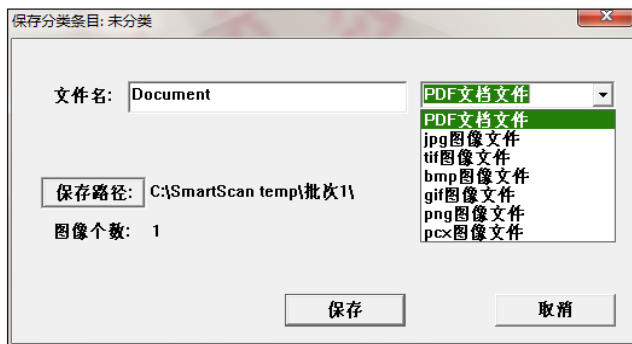 保存分类条目: 未分类
文件名: Document
PDF文档文件
PDF文档文件
jpg图像文件
tif图像文件
bmp图像文件
gif图像文件
png图像文件
pcx图像文件
保存路径: C:\SmartScan temp\批次1\
图像个数: 1
保存
取消